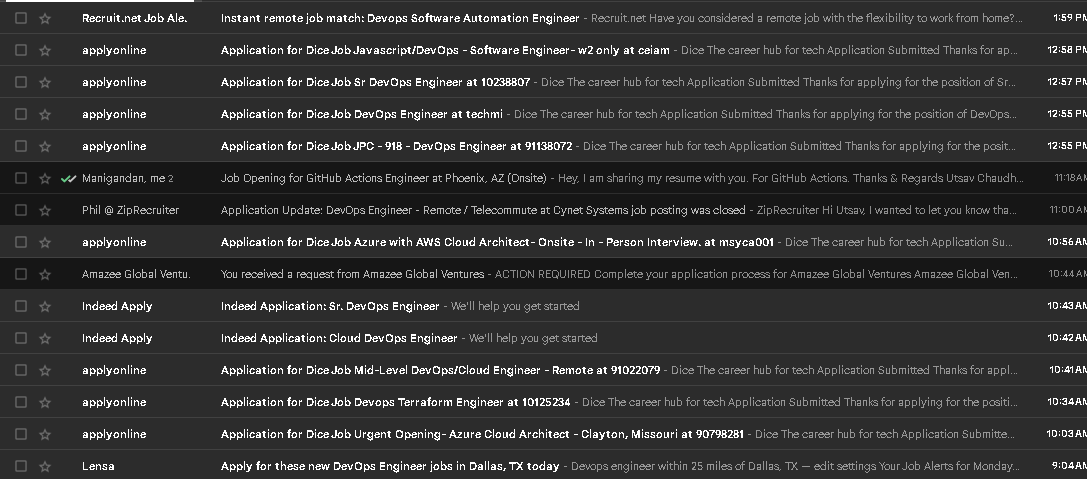 Recruit.net Job Ale. Instant remote job match: Devops Software Automation Engineer - Recruit.net Have you considered a remote job with the flexibility to work from home?... 1:59 PM
applyonline Application for Dice Job Javascript/DevOps - Software Engineer- w2 only at ceiam - Dice The career hub for tech Application Submitted Thanks for ap... 12:58 PM
applyonline Application for Dice Job Sr DevOps Engineer at 10238807 - Dice The career hub for tech Application Submitted Thanks for applying for the position of Sr... 12:57 PM
applyonline Application for Dice Job DevOps Engineer at techmi - Dice The career hub for tech Application Submitted Thanks for applying for the position of DevOps... 12:55 PM
applyonline Application for Dice Job JPC - 918 - DevOps Engineer at 91138072 - Dice The career hub for tech Application Submitted Thanks for applying for the positi... 12:55 PM
Manigandan, me 2 Job Opening for GitHub Actions Engineer at Phoenix, AZ (Onsite) - Hey, I am sharing my resume with you. For GitHub Actions. Thanks & Regards Utsav Chaudh... 11:18 AM
Phil @ ZipRecruiter Application Update: DevOps Engineer - Remote / Telecommute at Cynet Systems job posting was closed - ZipRecruiter Hi Utsav, I wanted to let you know tha... 11:00 AM
applyonline Application for Dice Job Azure with AWS Cloud Architect- Onsite - In - Person Interview. at msyca001 - Dice The career hub for tech Application Su... 10:56 AM
Amazee Global Ventu. You received a request from Amazee Global Ventures - ACTION REQUIRED Complete your application process for Amazee Global Ventures Amazee Global Ven... 10:44 AM
Indeed Apply Indeed Application: Sr. DevOps Engineer - We'll help you get started 10:43 AM
Indeed Apply Indeed Application: Cloud DevOps Engineer - We'll help you get started 10:42 AM
applyonline Application for Dice Job Mid-Level DevOps/Cloud Engineer - Remote at 91022079 - Dice The career hub for tech Application Submitted Thanks for appl... 10:41 AM
applyonline Application for Dice Job Devops Terraform Engineer at 10125234 - Dice The career hub for tech Application Submitted Thanks for applying for the positi... 10:34 AM
applyonline Application for Dice Job Urgent Opening- Azure Cloud Architect - Clayton, Missouri at 90798281 - Dice The career hub for tech Application Submitte... 10:03 AM
Lensa Apply for these new DevOps Engineer jobs in Dallas, TX today - Devops engineer within 25 miles of Dallas, TX — edit settings Your Job Alerts for Monday... 9:04 AM